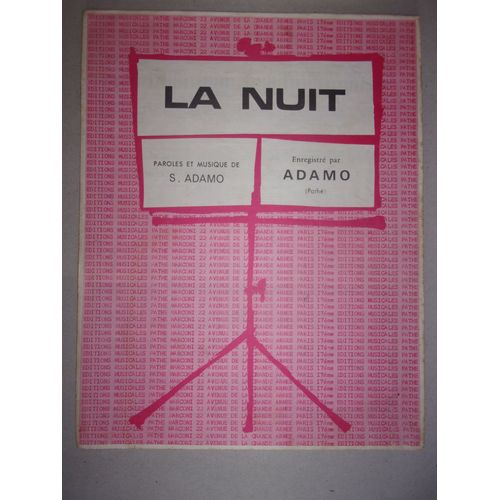 LA NUIT
PAROLES ET MUSIQUE DE
S. ADAMO
Enregistré par
ADAMO
(Pathé)
EDITIONS MUSICALES PATHE MARCONI 22 AVENUE DE LA GRANDE ARMEE PARIS 17ème